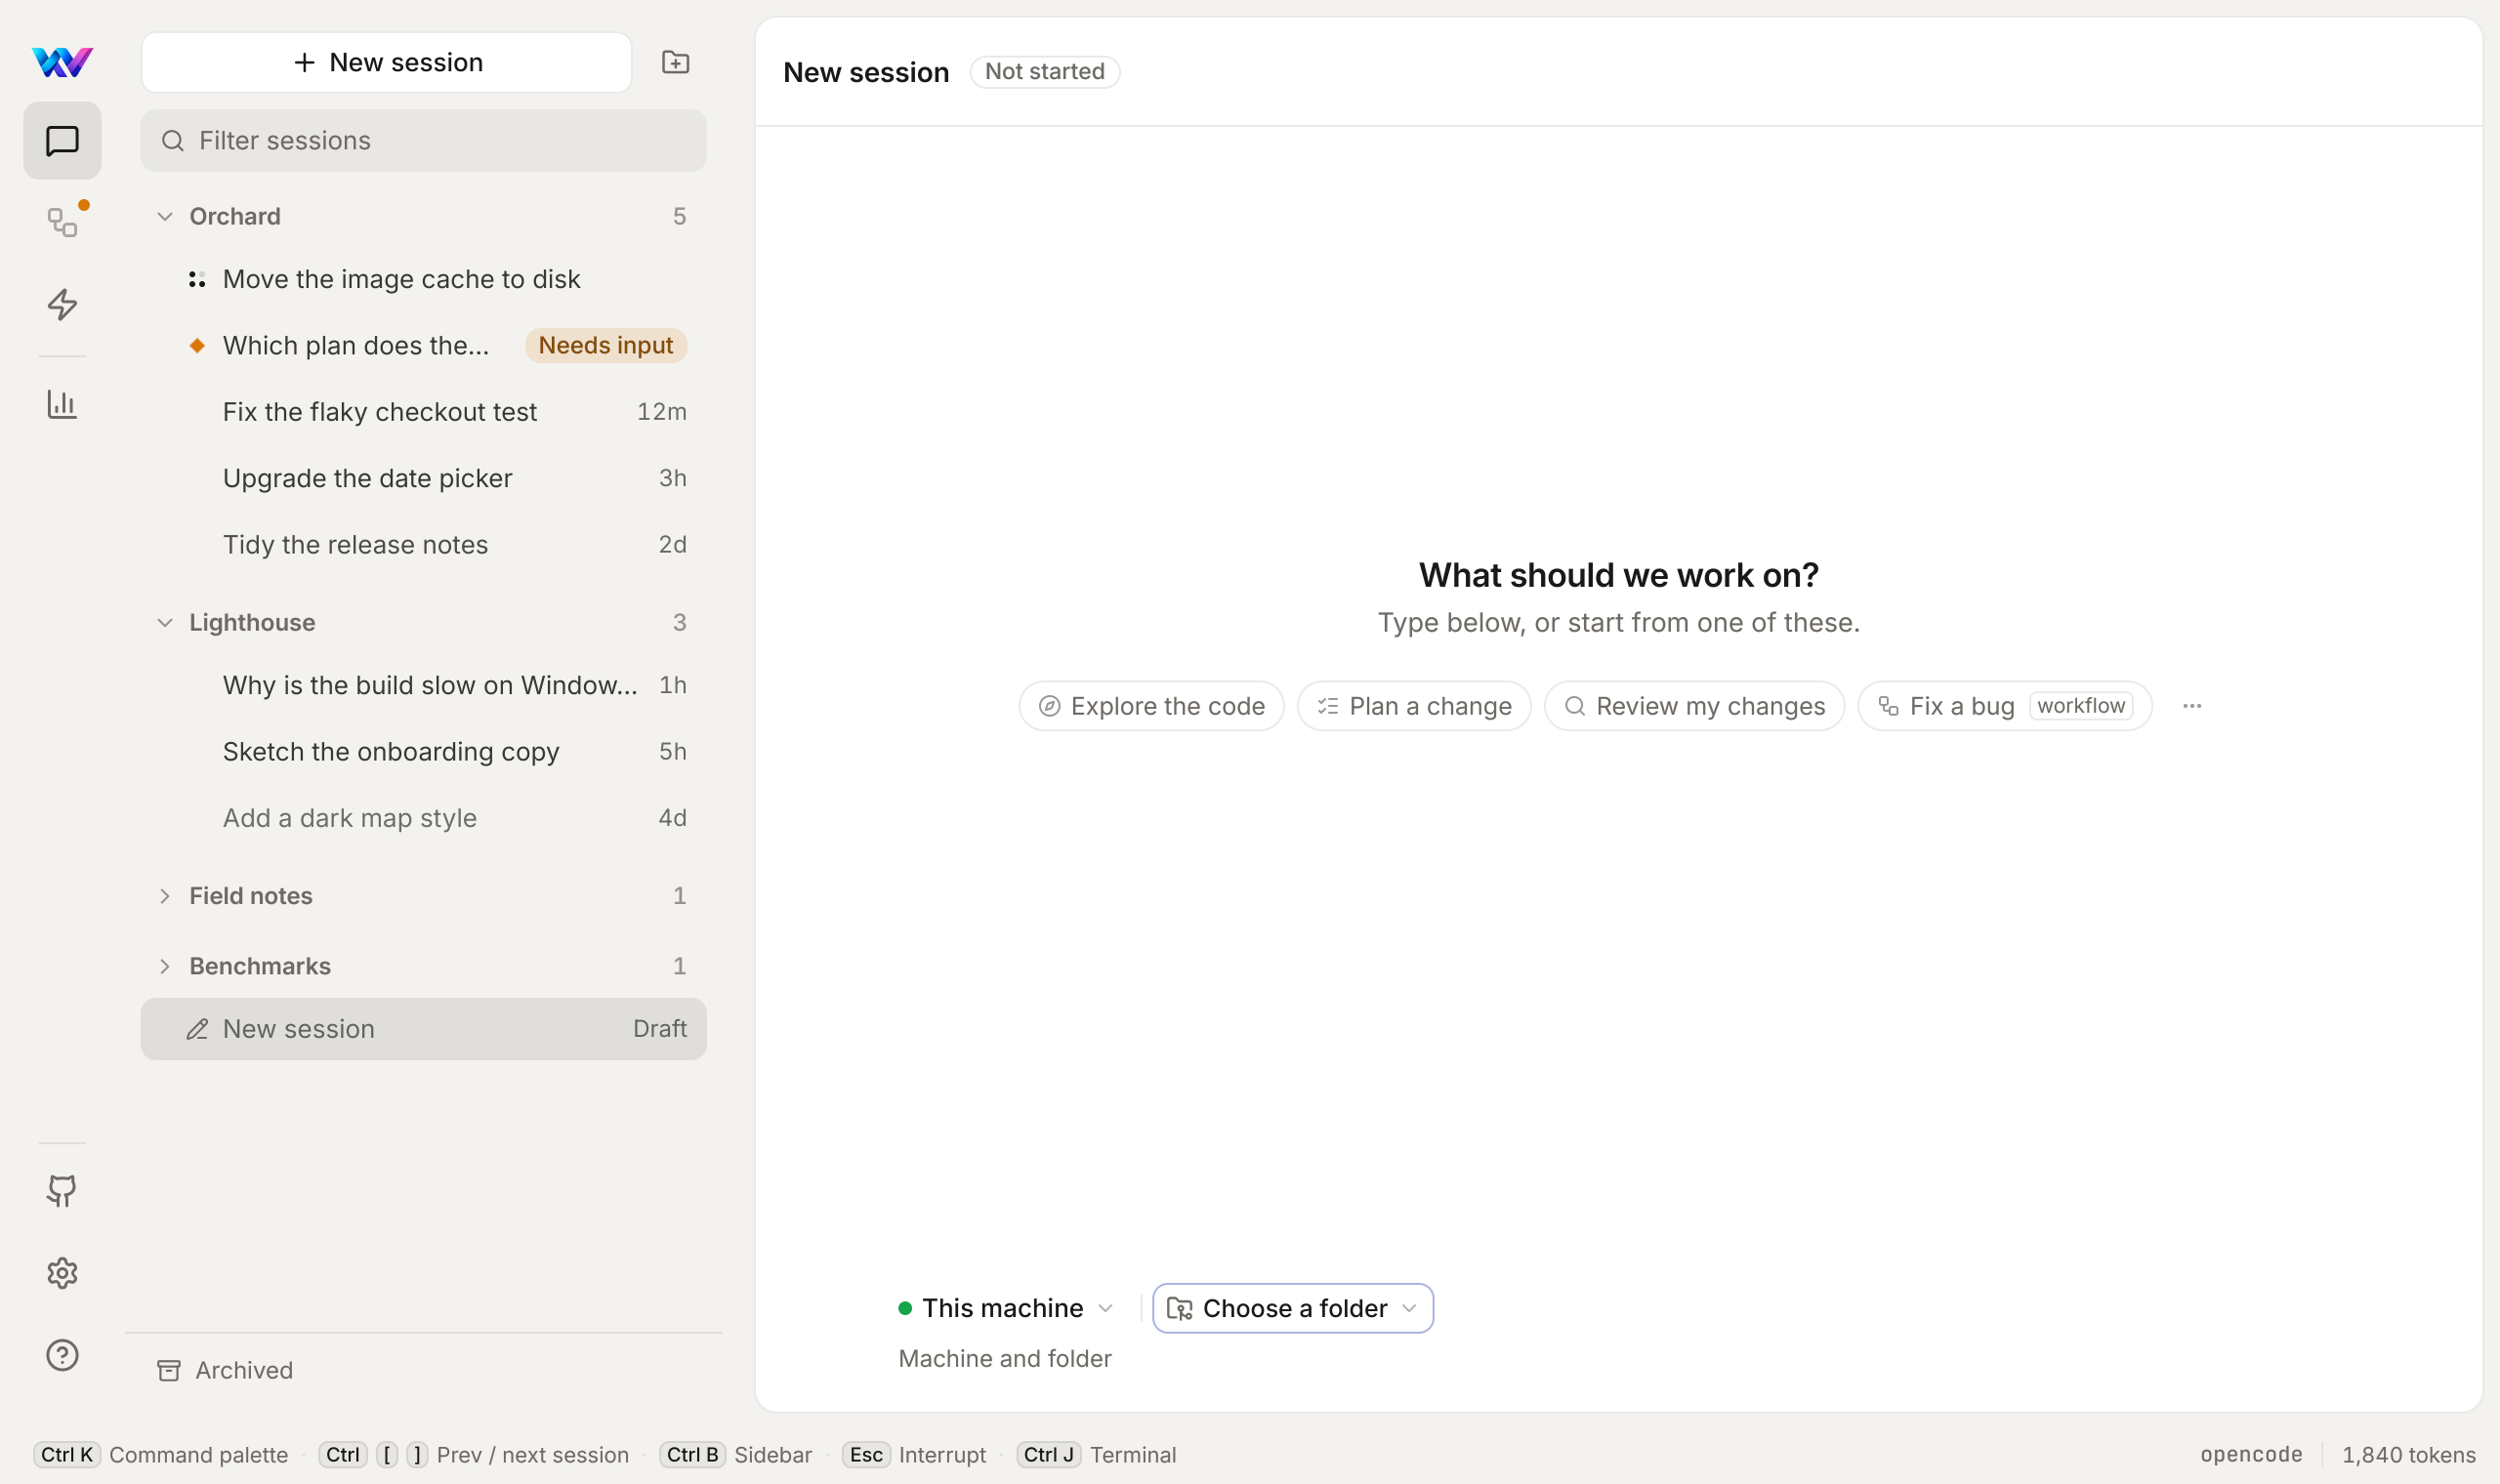 New session
Filter sessions
Orchard 5
Move the image cache to disk
Which plan does the... Needs input
Fix the flaky checkout test 12m
Upgrade the date picker 3h
Tidy the release notes 2d
Lighthouse 3
Why is the build slow on Window... 1h
Sketch the onboarding copy 5h
Add a dark map style 4d
Field notes 1
Benchmarks 1
New session Draft
Archived
New session Not started
What should we work on?
Type below, or start from one of these.
Explore the code Plan a change Review my changes Fix a bug workflow ...
This machine Choose a folder
Machine and folder
Ctrl K Command palette · Ctrl [ ] Prev / next session · Ctrl B Sidebar · Esc Interrupt · Ctrl J Terminal
opencode 1,840 tokens